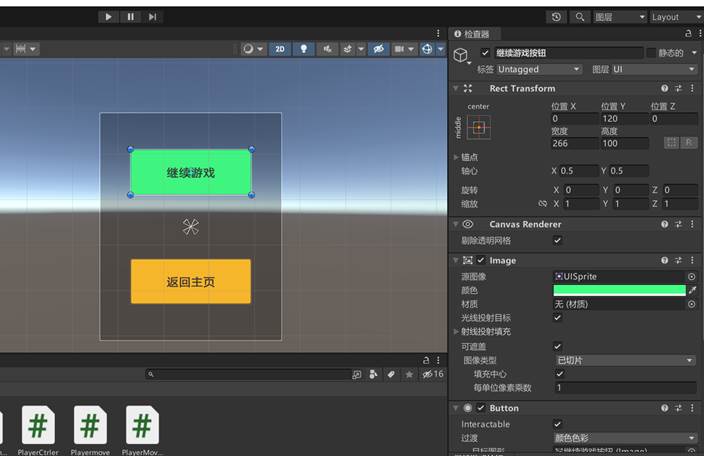 图层
Layout
检查器
继续游戏按钮
静态的
标签 Untagged 图层 UI
2D
Rect Transform
center
middle
位置 X 位置 Y 位置 Z
0 120 0
宽度 高度
266 100
R
锚点
轴心 X 0.5 Y 0.5
旋转 X 0 Y 0 Z 0
缩放 X 1 Y 1 Z 1
Canvas Renderer
剔除透明网格
Image
源图像 UISprite
颜色
材质 无 (材质)
光线投射目标
射线投射填充
可遮盖
图像类型 已切片
填充中心
每单位像素乘数 1
Button
Interactable
过渡 颜色色彩
继续游戏
返回主页
16
PlayerCtrler
Playermove
PlayerMov...